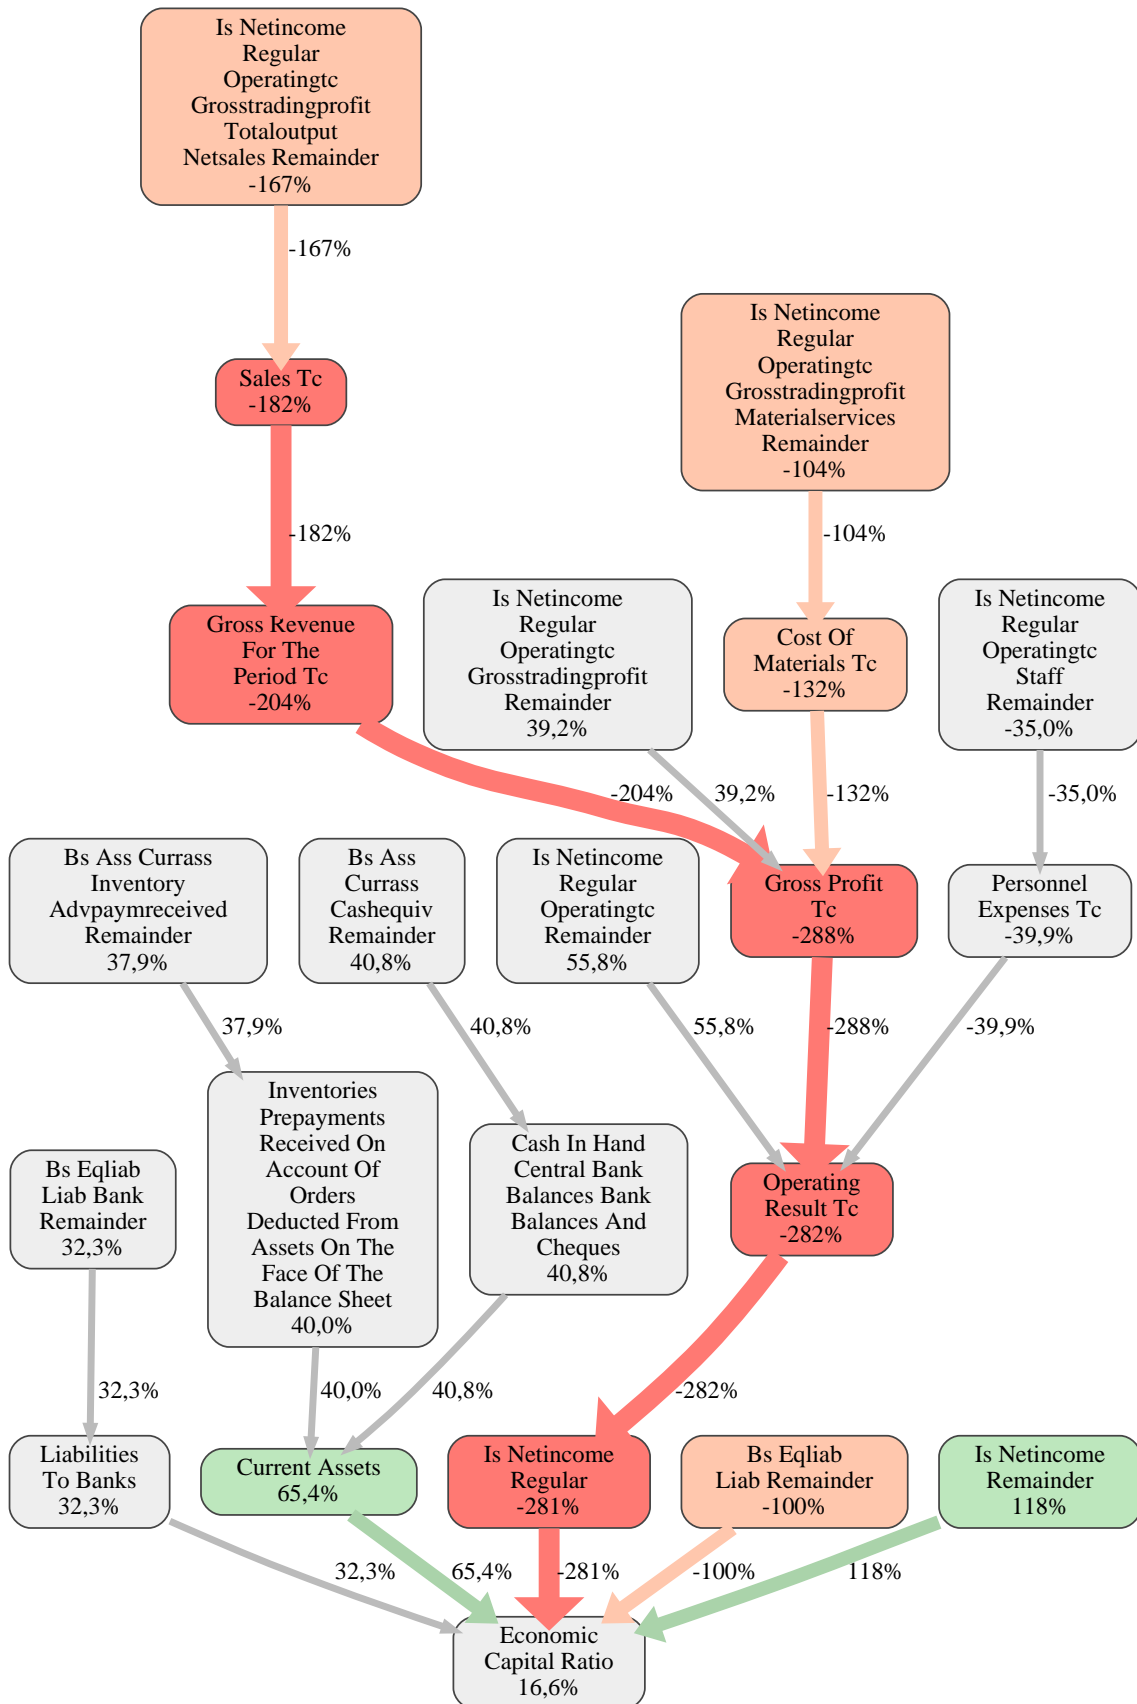 Is Netincome
Regular
Operatingtc
Grosstradingprofit
Totaloutput
Netsales Remainder
-167%
-167%
Sales Tc
-182%
-182%
Is Netincome
Regular
Operatingtc
Grosstradingprofit
Materialservices
Remainder
-104%
-104%
Gross Revenue
For The
Period Tc
-204%
Is Netincome
Regular
Operatingtc
Grosstradingprofit
Remainder
39,2%
Cost Of
Materials Tc
-132%
Is Netincome
Regular
Operatingtc
Staff
Remainder
-35,0%
-204%
39,2%
-132%
-35,0%
Bs Ass Currass
Inventory
Advpaymreceived
Remainder
37,9%
Bs Ass
Currass
Cashequiv
Remainder
40,8%
Is Netincome
Regular
Operatingtc
Remainder
55,8%
Gross Profit
Tc
-288%
Personnel
Expenses Tc
-39,9%
37,9%
40,8%
55,8%
-288%
-39,9%
Bs Eqliab
Liab Bank
Remainder
32,3%
Inventories
Prepayments
Received On
Account Of
Orders
Deducted From
Assets On The
Face Of The
Balance Sheet
40,0%
Cash In Hand
Central Bank
Balances Bank
Balances And
Cheques
40,8%
Operating
Result Tc
-282%
32,3%
40,0%
40,8%
-282%
Liabilities
To Banks
32,3%
Current Assets
65,4%
Is Netincome
Regular
-281%
Bs Eqliab
Liab Remainder
-100%
Is Netincome
Remainder
118%
32,3%
65,4%
-281%
-100%
118%
Economic
Capital Ratio
16,6%